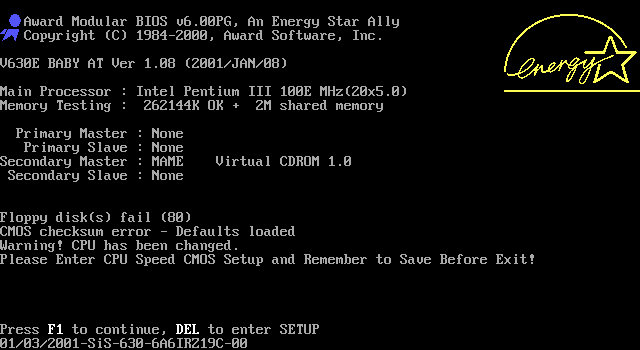 Award Modular BIOS v6.00PG, An Energy Star Ally
Copyright (C) 1984-2000, Award Software, Inc.
energy
V630E BABY AT Ver 1.08 (2001/JAN/08)
Main Processor : Intel Pentium III 100E MHz(20x5.0)
Memory Testing :  262144K OK +  2M shared memory
Primary Master : None
Primary Slave : None
Secondary Master : MAME    Virtual CDROM 1.0
Secondary Slave : None
Floppy disk(s) fail (80)
CMOS checksum error - Defaults loaded
Warning! CPU has been changed.
Please Enter CPU Speed CMOS Setup and Remember to Save Before Exit!
Press F1 to continue, DEL to enter SETUP
01/03/2001-SiS-630-6A6IRZ19C-00